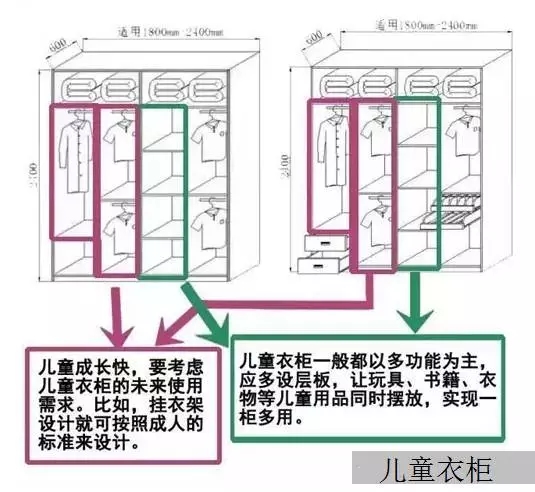 适用1800mm-2400mm
600
2400
适用1800mm-2400mm
600
2400
儿童成长快，要考虑
儿童衣柜的未来使用
需求。比如，挂衣架
设计就可按照成人的
标准来设计。
儿童衣柜一般都以多功能为主，
应多设层板，让玩具、书籍、衣
物等儿童用品同时摆放，实现一
柜多用。
儿童衣柜